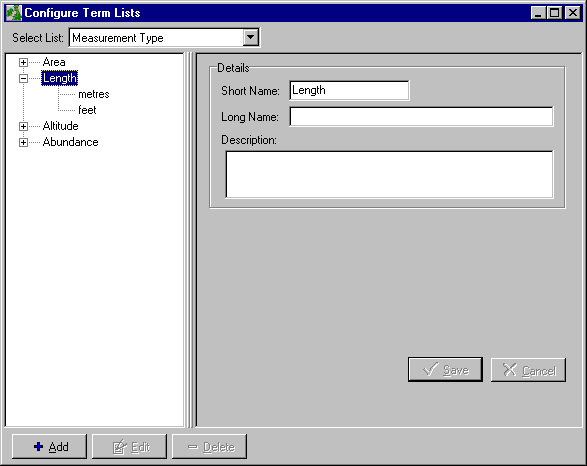 Configure Term Lists
Select List: Measurement Type
Area
Length
metres
feet
Altitude
Abundance
Details
Short Name: Length
Long Name:
Description:
Save Cancel
Add Edit Delete